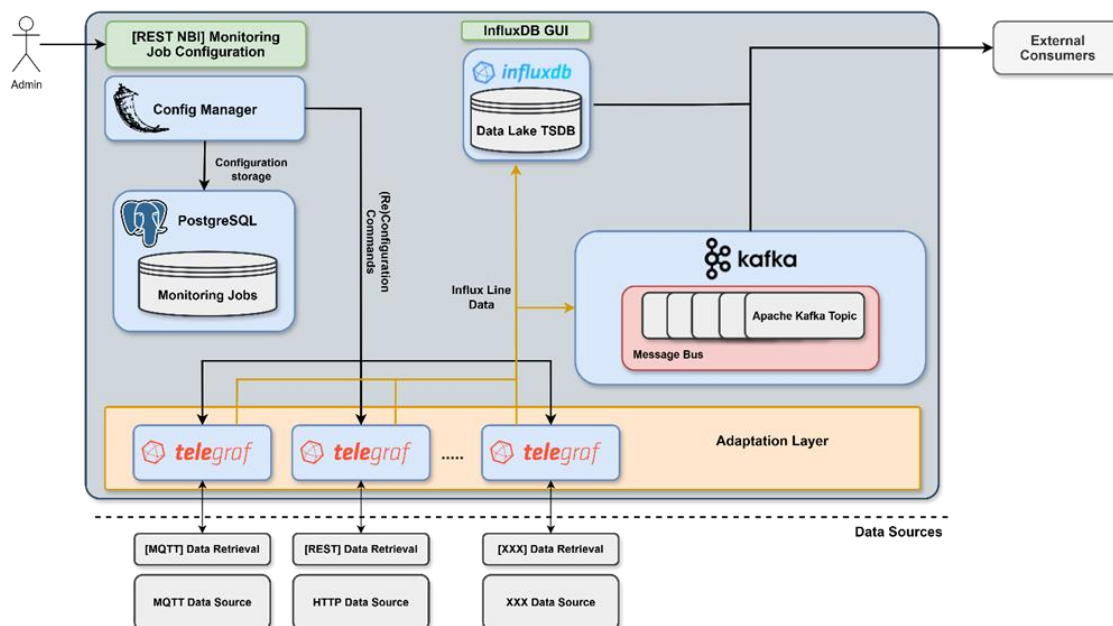 Admin
[REST NBI] Monitoring
Job Configuration
InfluxDB GUI
External
Consumers
Config Manager
influxdb
Data Lake TSDB
Configuration
storage
(Re)Configuration
Commands
PostgreSQL
Monitoring Jobs
Influx Line
Data
kafka
Apache Kafka Topic
Message Bus
Adaptation Layer
telegraf
telegraf
.....
telegraf
Data Sources
[MQTT] Data Retrieval
[REST] Data Retrieval
[XXX] Data Retrieval
MQTT Data Source
HTTP Data Source
XXX Data Source